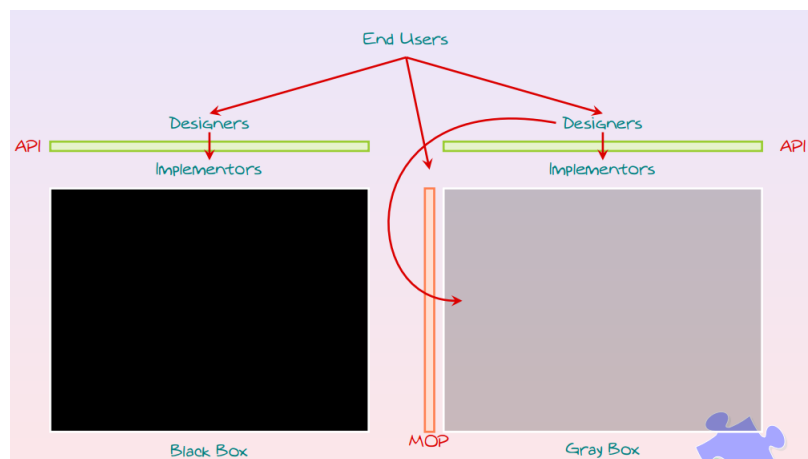 End Users
Designers
Designers
API
API
Implementors
Implementors
MOP
Black Box
Gray Box